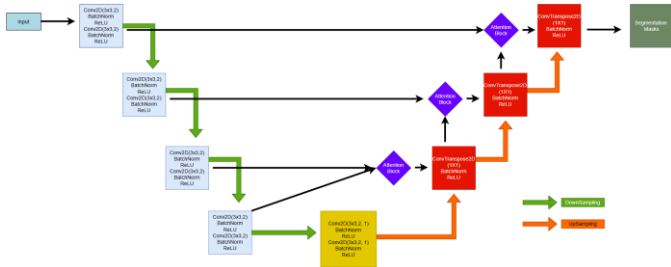 Input
Conv2D(3x3,2)
BatchNorm
ReLU
Conv2D(3x3,2)
BatchNorm
ReLU
Attention
Block
ConvTranspose2D
(1X1)
BatchNorm
ReLU
Segmentation
Masks
Conv2D(3x3,2)
BatchNorm
ReLU
Conv2D(3x3,2)
BatchNorm
ReLU
Attention
Block
ConvTranspose2D
(1X1)
BatchNorm
ReLU
Conv2D(3x3,2)
BatchNorm
ReLU
Conv2D(3x3,2)
BatchNorm
ReLU
Attention
Block
ConvTranspose2D
(1X1)
BatchNorm
ReLU
Conv2D(3x3,2)
BatchNorm
ReLU
Conv2D(3x3,2)
BatchNorm
ReLU
Conv2D(3x3,2, 1)
BatchNorm
ReLU
Conv2D(3x3,2, 1)
BatchNorm
ReLU
DownSampling
UpSampling